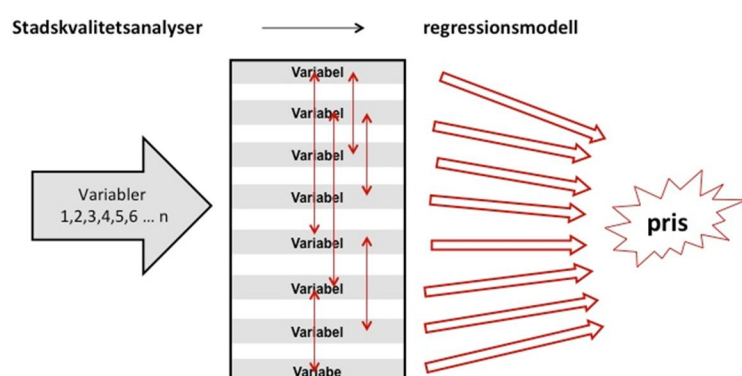 Stadskvalitetsanalyser
regressionsmodell
Variabler
1,2,3,4,5,6 ... n
Variabel
Variabel
Variabel
Variabel
Variabel
Variabel
Variabel
Variabe
pris